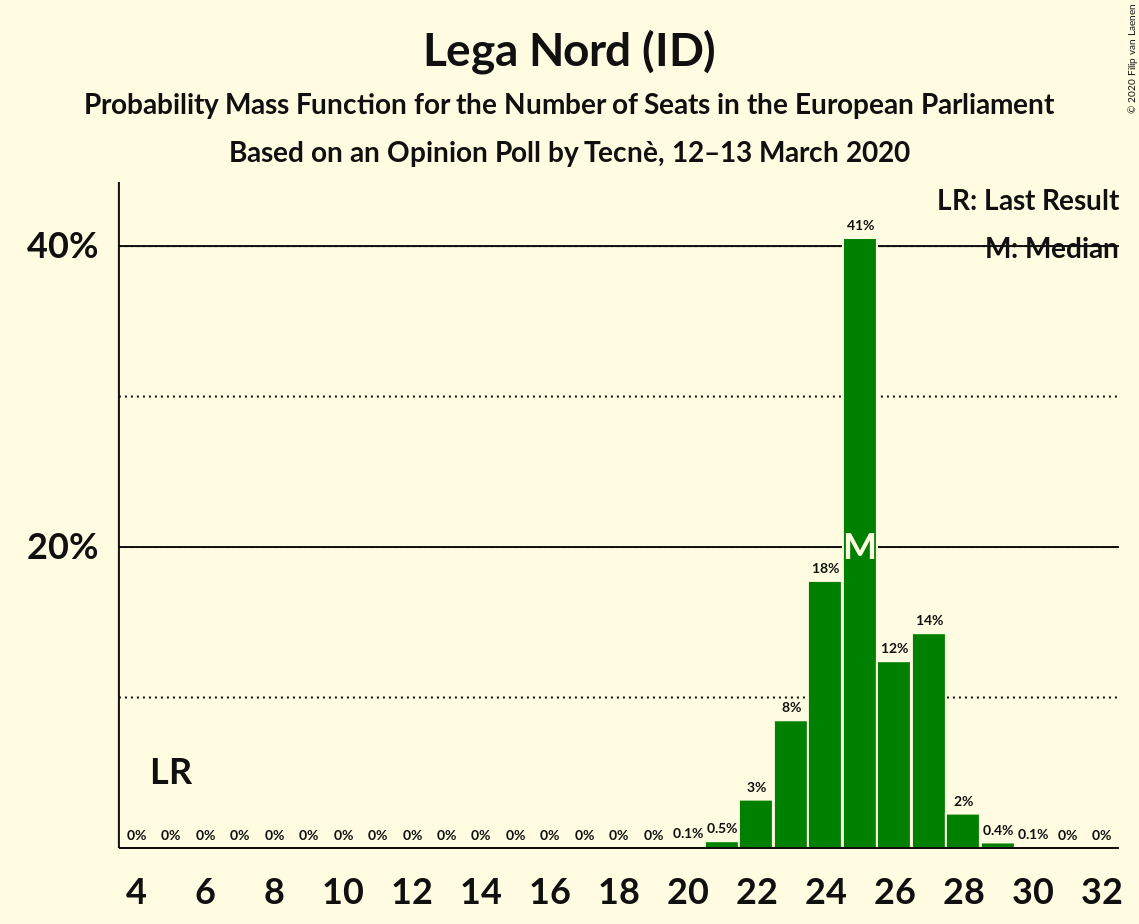 Lega Nord (ID)
Probability Mass Function for the Number of Seats in the European Parliament
Based on an Opinion Poll by Tecnè, 12–13 March 2020
© 2020 Filip van Laenen
LR: Last Result
M: Median
40%
20%
41%
M
18%
14%
12%
8%
LR
3%
2%
0% 0% 0% 0% 0% 0% 0% 0% 0% 0% 0% 0% 0% 0% 0% 0% 0.1% 0.5% 0.4% 0.1% 0% 0%
4 6 8 10 12 14 16 18 20 22 24 26 28 30 32